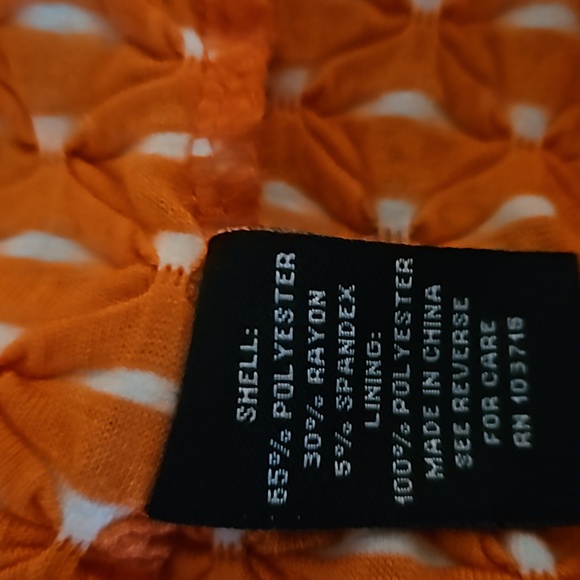 SHELL:
65% POLYESTER
30% RAYON
5% SPANDEX
LINING:
100% POLYESTER
MADE IN CHINA
SEE REVERSE
FOR CARE
RN 103715